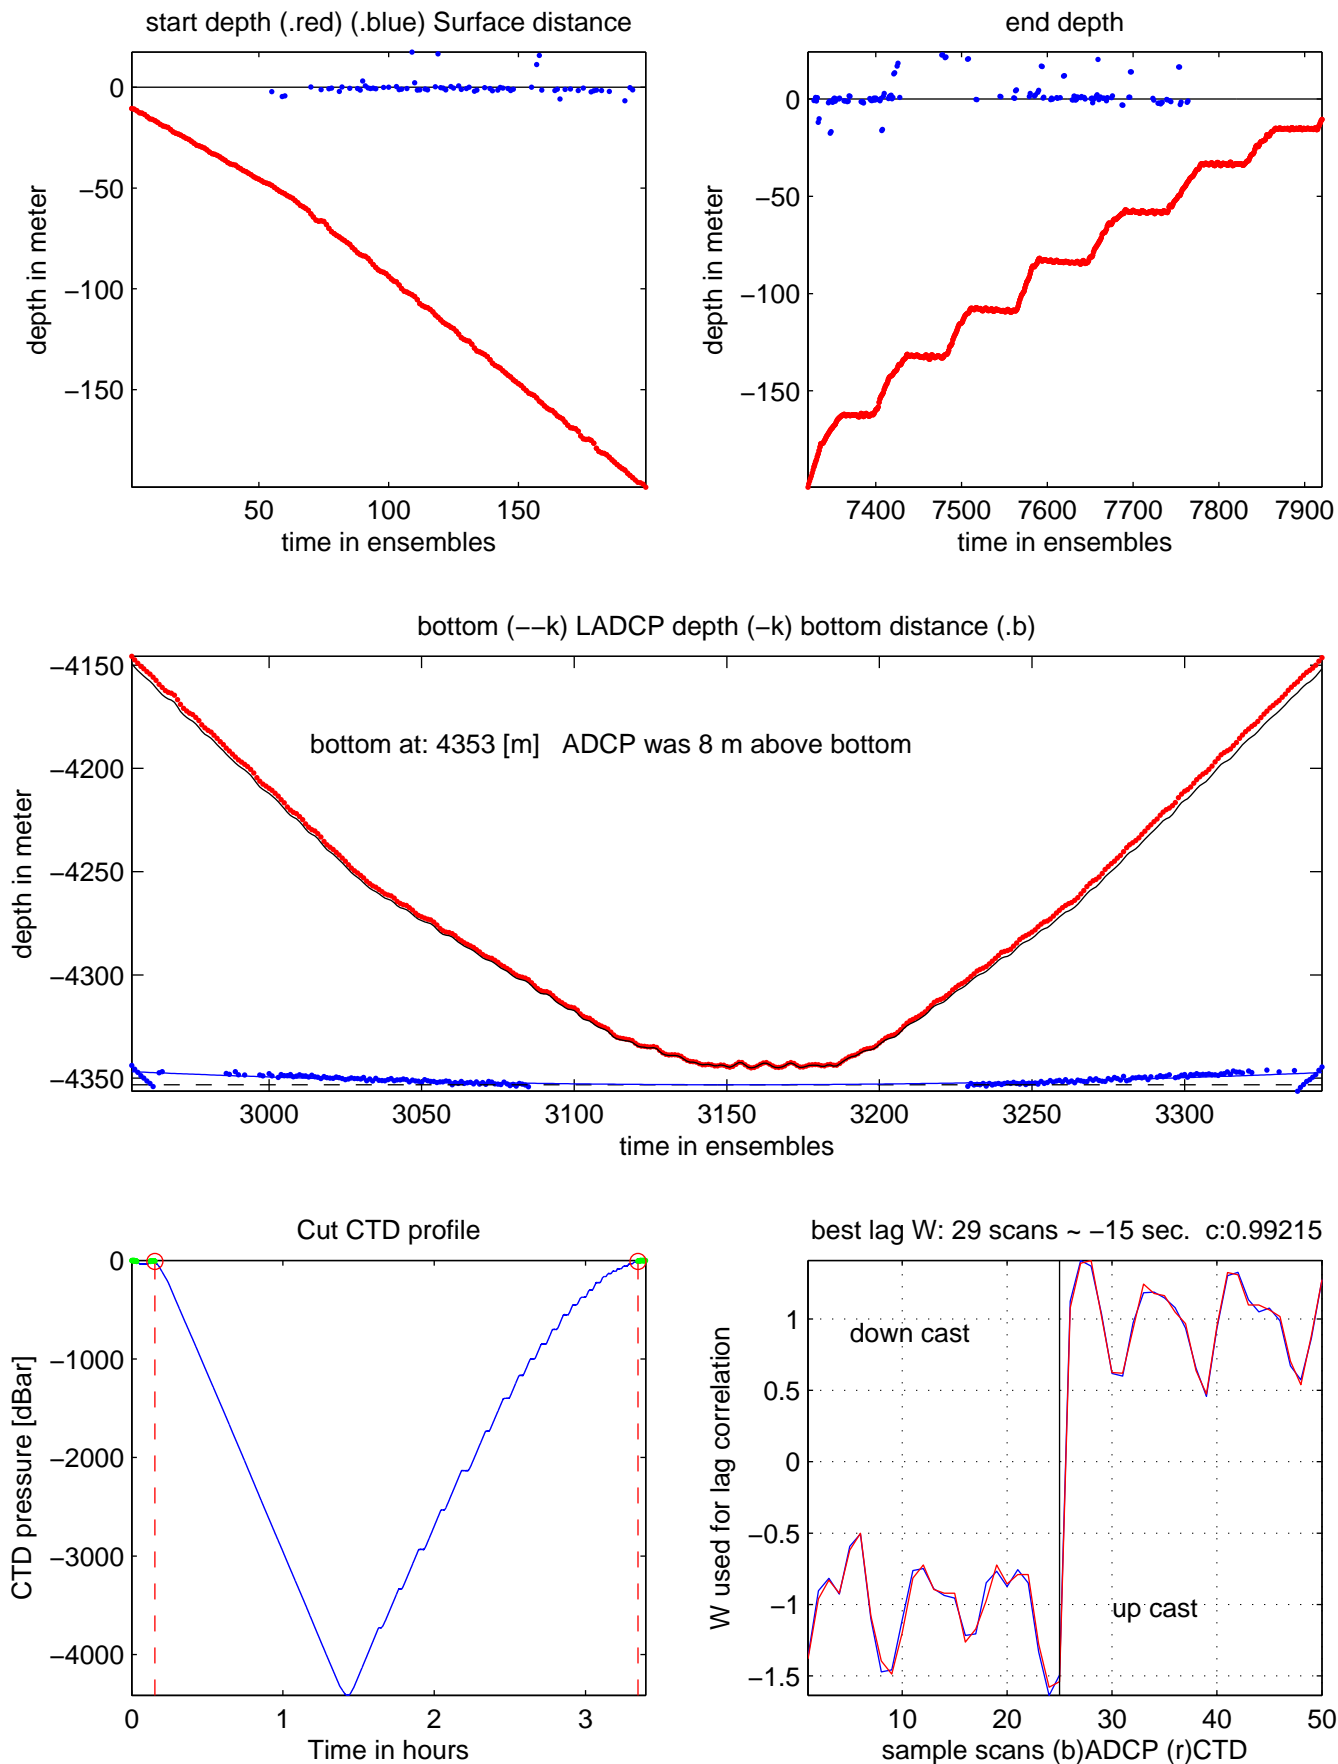 start depth (.red) (.blue) Surface distance
0
−50
−100
−150
depth in meter
50
100
150
time in ensembles
end depth
0
−50
−100
−150
depth in meter
7400
7500
7600
7700
7800
7900
time in ensembles
bottom (−−k) LADCP depth (−k) bottom distance (.b)
−4150
−4200
−4250
−4300
−4350
depth in meter
bottom at: 4353 [m]   ADCP was 8 m above bottom
3000
3050
3100
3150
3200
3250
3300
time in ensembles
Cut CTD profile
0
−1000
−2000
−3000
−4000
CTD pressure [dBar]
0
1
2
3
Time in hours
best lag W: 29 scans ~ −15 sec.  c:0.99215
1
0.5
0
−0.5
−1
−1.5
W used for lag correlation
down cast
up cast
10
20
30
40
50
sample scans (b)ADCP (r)CTD